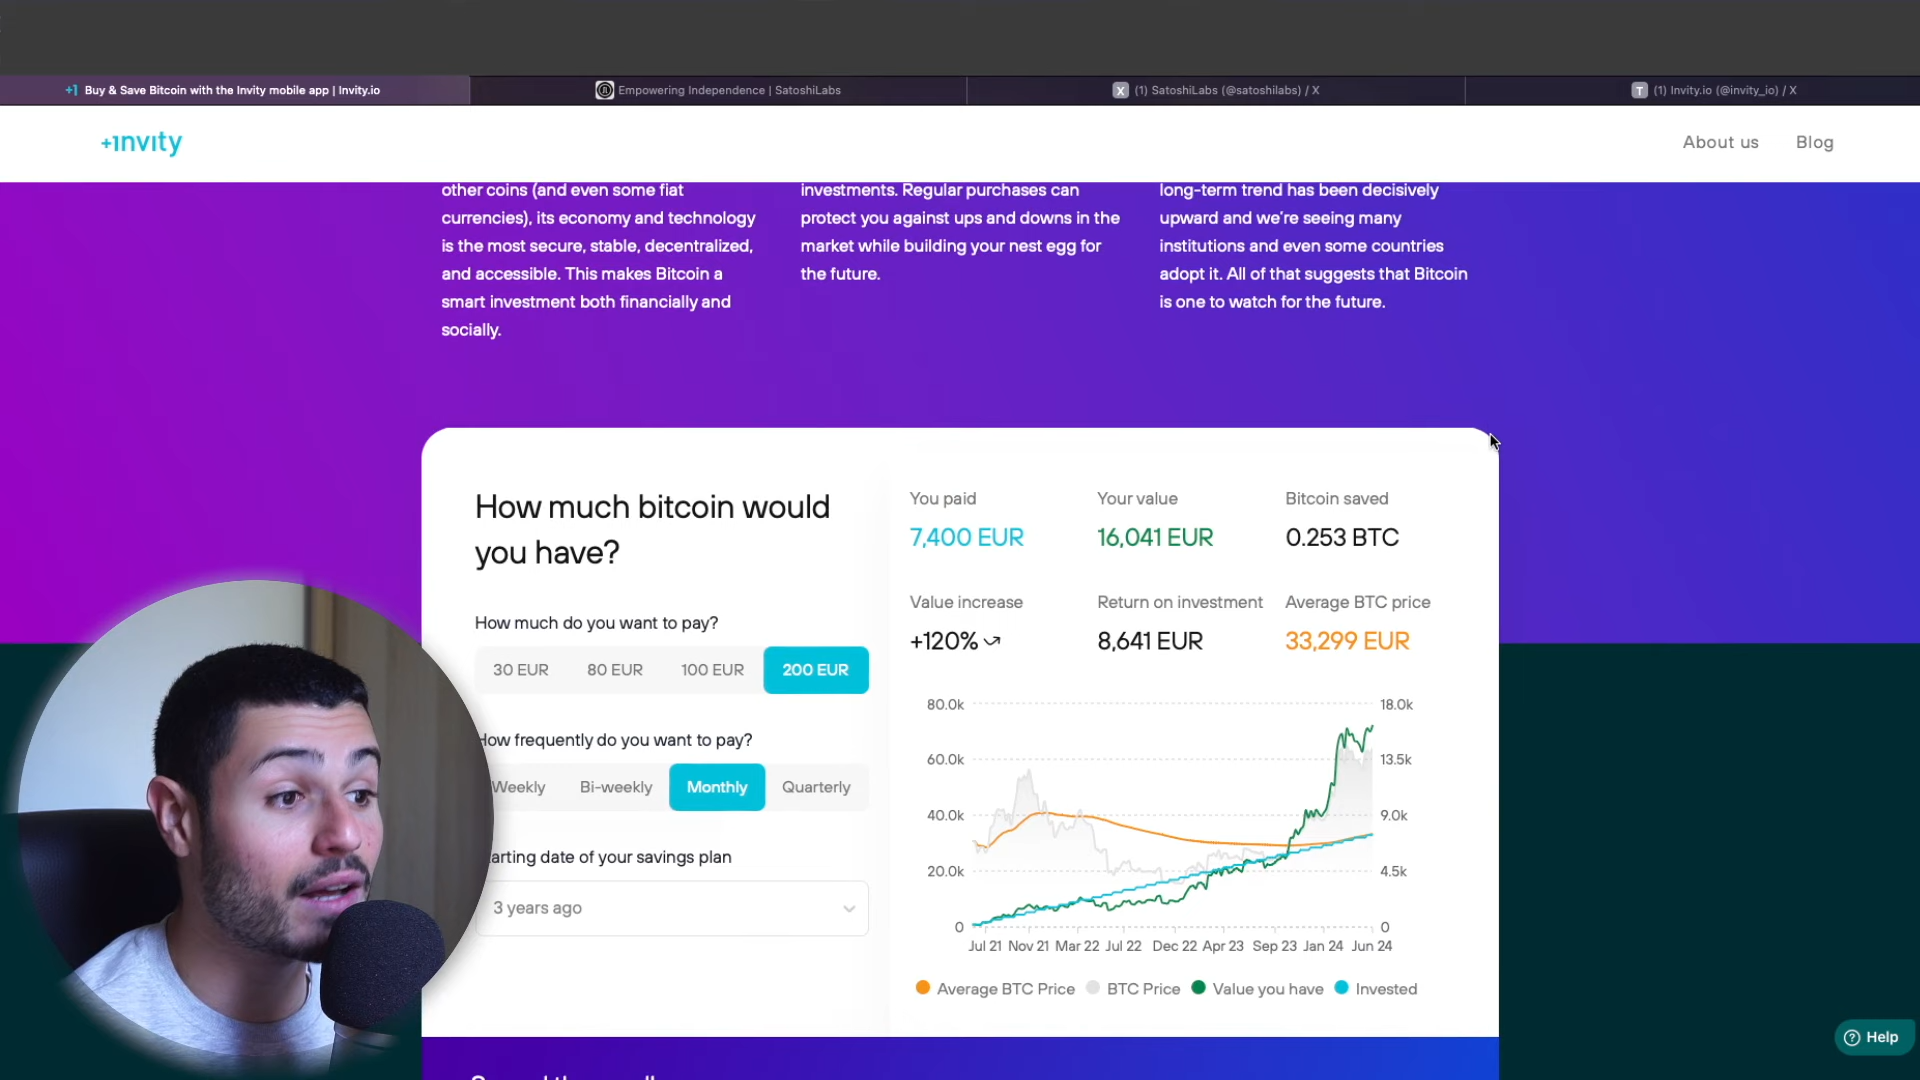 +1 Buy & Save Bitcoin with the Invity mobile app | Invity.io
Empowering Independence | SatoshiLabs
X (1) SatoshiLabs (@satoshilabs) / X
T (1) Invity.io (@invity_io) / X
+invity
About us
Blog
other coins (and even some fiat
currencies), its economy and technology
is the most secure, stable, decentralized,
and accessible. This makes Bitcoin a
smart investment both financially and
socially.
investments. Regular purchases can
protect you against ups and downs in the
market while building your nest egg for
the future.
long-term trend has been decisively
upward and we're seeing many
institutions and even some countries
adopt it. All of that suggests that Bitcoin
is one to watch for the future.
How much bitcoin would
you have?
How much do you want to pay?
30 EUR 80 EUR 100 EUR 200 EUR
How frequently do you want to pay?
Weekly Bi-weekly Monthly Quarterly
arting date of your savings plan
3 years ago
You paid Your value Bitcoin saved
7,400 EUR 16,041 EUR 0.253 BTC
Value increase Return on investment Average BTC price
+120% 8,641 EUR 33,299 EUR
80.0k 18.0k
60.0k 13.5k
40.0k 9.0k
20.0k 4.5k
0 0
Jul 21 Nov 21 Mar 22 Jul 22 Dec 22 Apr 23 Sep 23 Jan 24 Jun 24
Average BTC Price BTC Price Value you have Invested
Help